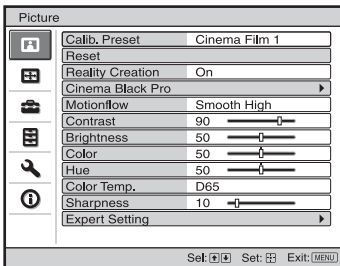 Picture
Calib. Preset Cinema Film 1
Reset
Reality Creation On
Cinema Black Pro
Motionflow Smooth High
Contrast 90
Brightness 50
Color 50
Hue 50
Color Temp. D65
Sharpness 10
Expert Setting
Sel: Set: Exit: MENU